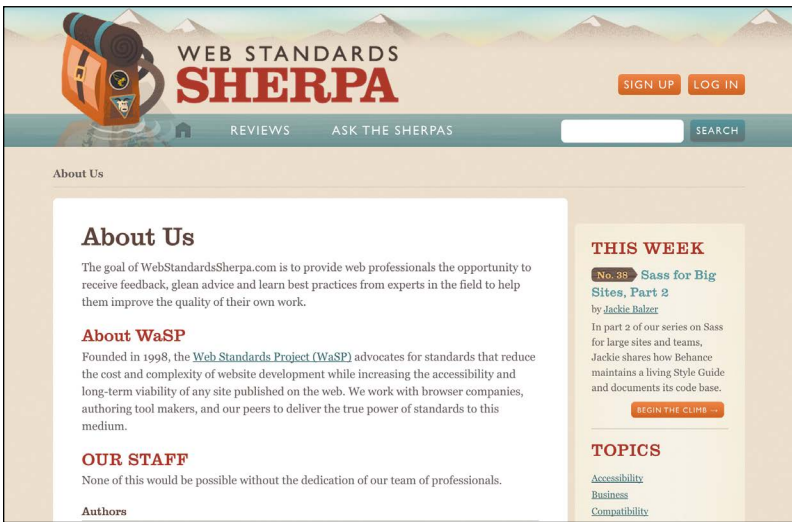 WEB STANDARDS
SHERPA
SIGN UP LOG IN
REVIEWS ASK THE SHERPAS
SEARCH
About Us
About Us
The goal of WebStandardsSherpa.com is to provide web professionals the opportunity to
receive feedback, glean advice and learn best practices from experts in the field to help
them improve the quality of their own work.
About WaSP
Founded in 1998, the Web Standards Project (WaSP) advocates for standards that reduce
the cost and complexity of website development while increasing the accessibility and
long-term viability of any site published on the web. We work with browser companies,
authoring tool makers, and our peers to deliver the true power of standards to this
medium.
OUR STAFF
None of this would be possible without the dedication of our team of professionals.
Authors
THIS WEEK
No. 38 Sass for Big
Sites, Part 2
by Jackie Balzer
In part 2 of our series on Sass
for large sites and teams,
Jackie shares how Behance
maintains a living Style Guide
and documents its code base.
BEGIN THE CLIMB →
TOPICS
Accessibility
Business
Compatibility